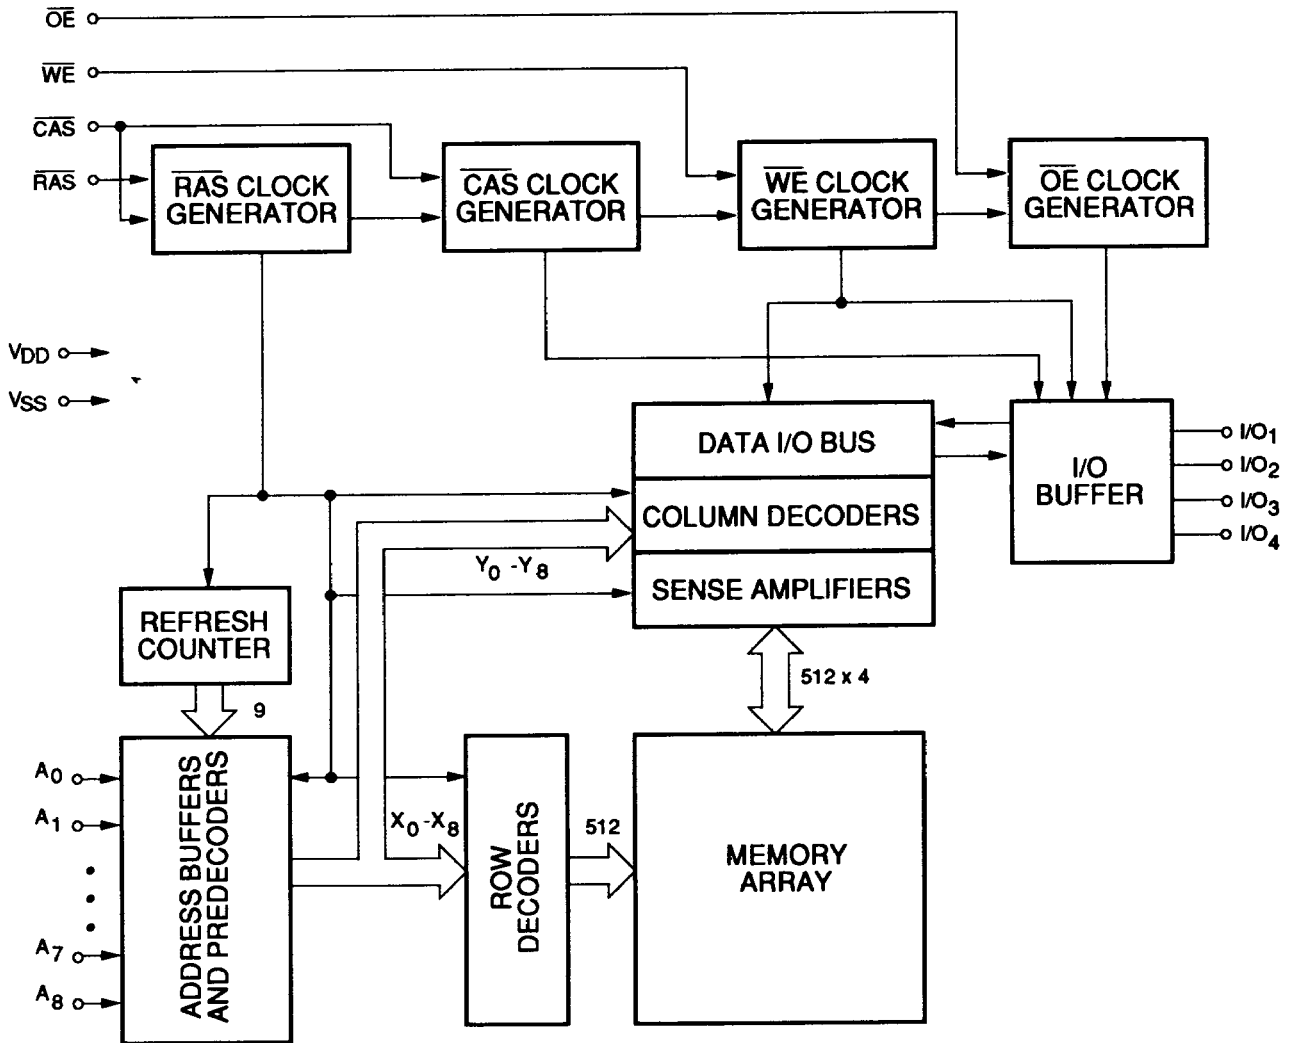 OE
WE
CAS
RAS
RAS CLOCK
GENERATOR
CAS CLOCK
GENERATOR
WE CLOCK
GENERATOR
OE CLOCK
GENERATOR
VDD
VSS
DATA I/O BUS
COLUMN DECODERS
SENSE AMPLIFIERS
I/O
BUFFER
I/O1
I/O2
I/O3
I/O4
Y0 -Y8
REFRESH
COUNTER
9
512 x 4
A0
A1
A7
A8
ADDRESS BUFFERS
AND PREDECODERS
X0 -X8
ROW
DECODERS
512
MEMORY
ARRAY